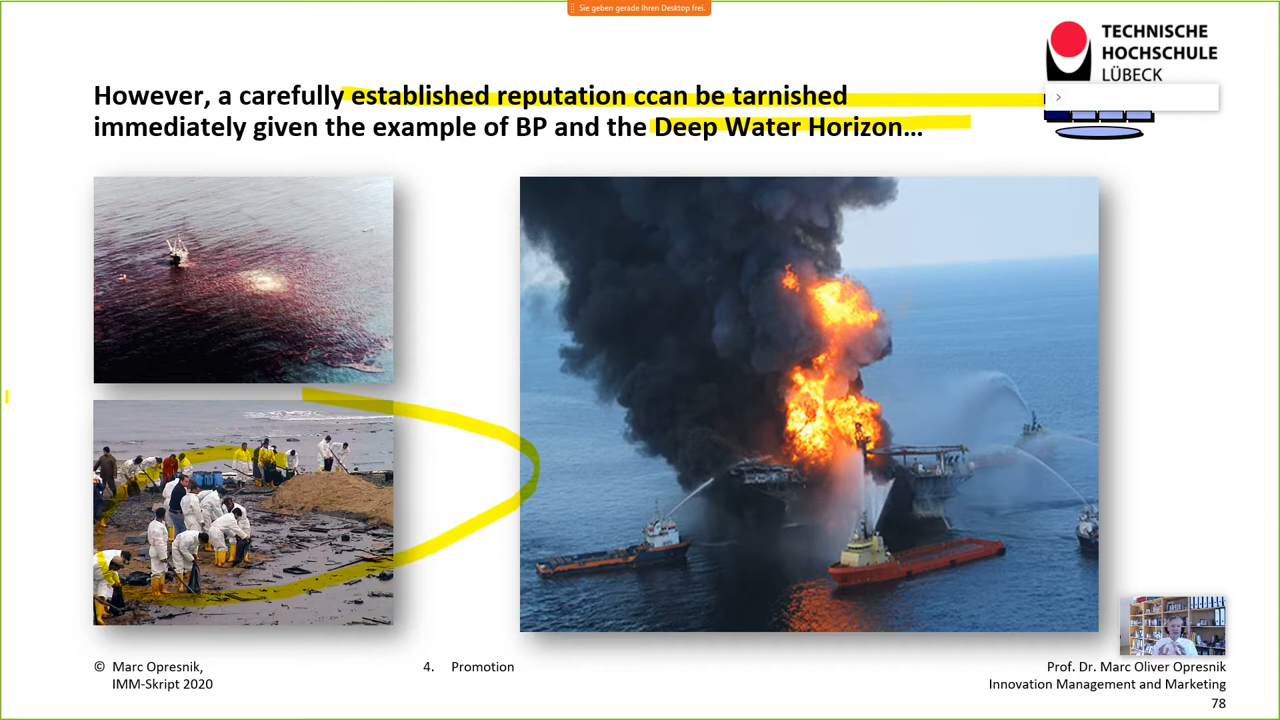 Sie geben gerade Ihren Desktop frei.
TECHNISCHE
HOCHSCHULE
LÜBECK
However, a carefully established reputation ccan be tarnished
immediately given the example of BP and the Deep Water Horizon…
© Marc Opresnik,
IMM-Skript 2020
4. Promotion
Prof. Dr. Marc Oliver Opresnik
Innovation Management and Marketing
78